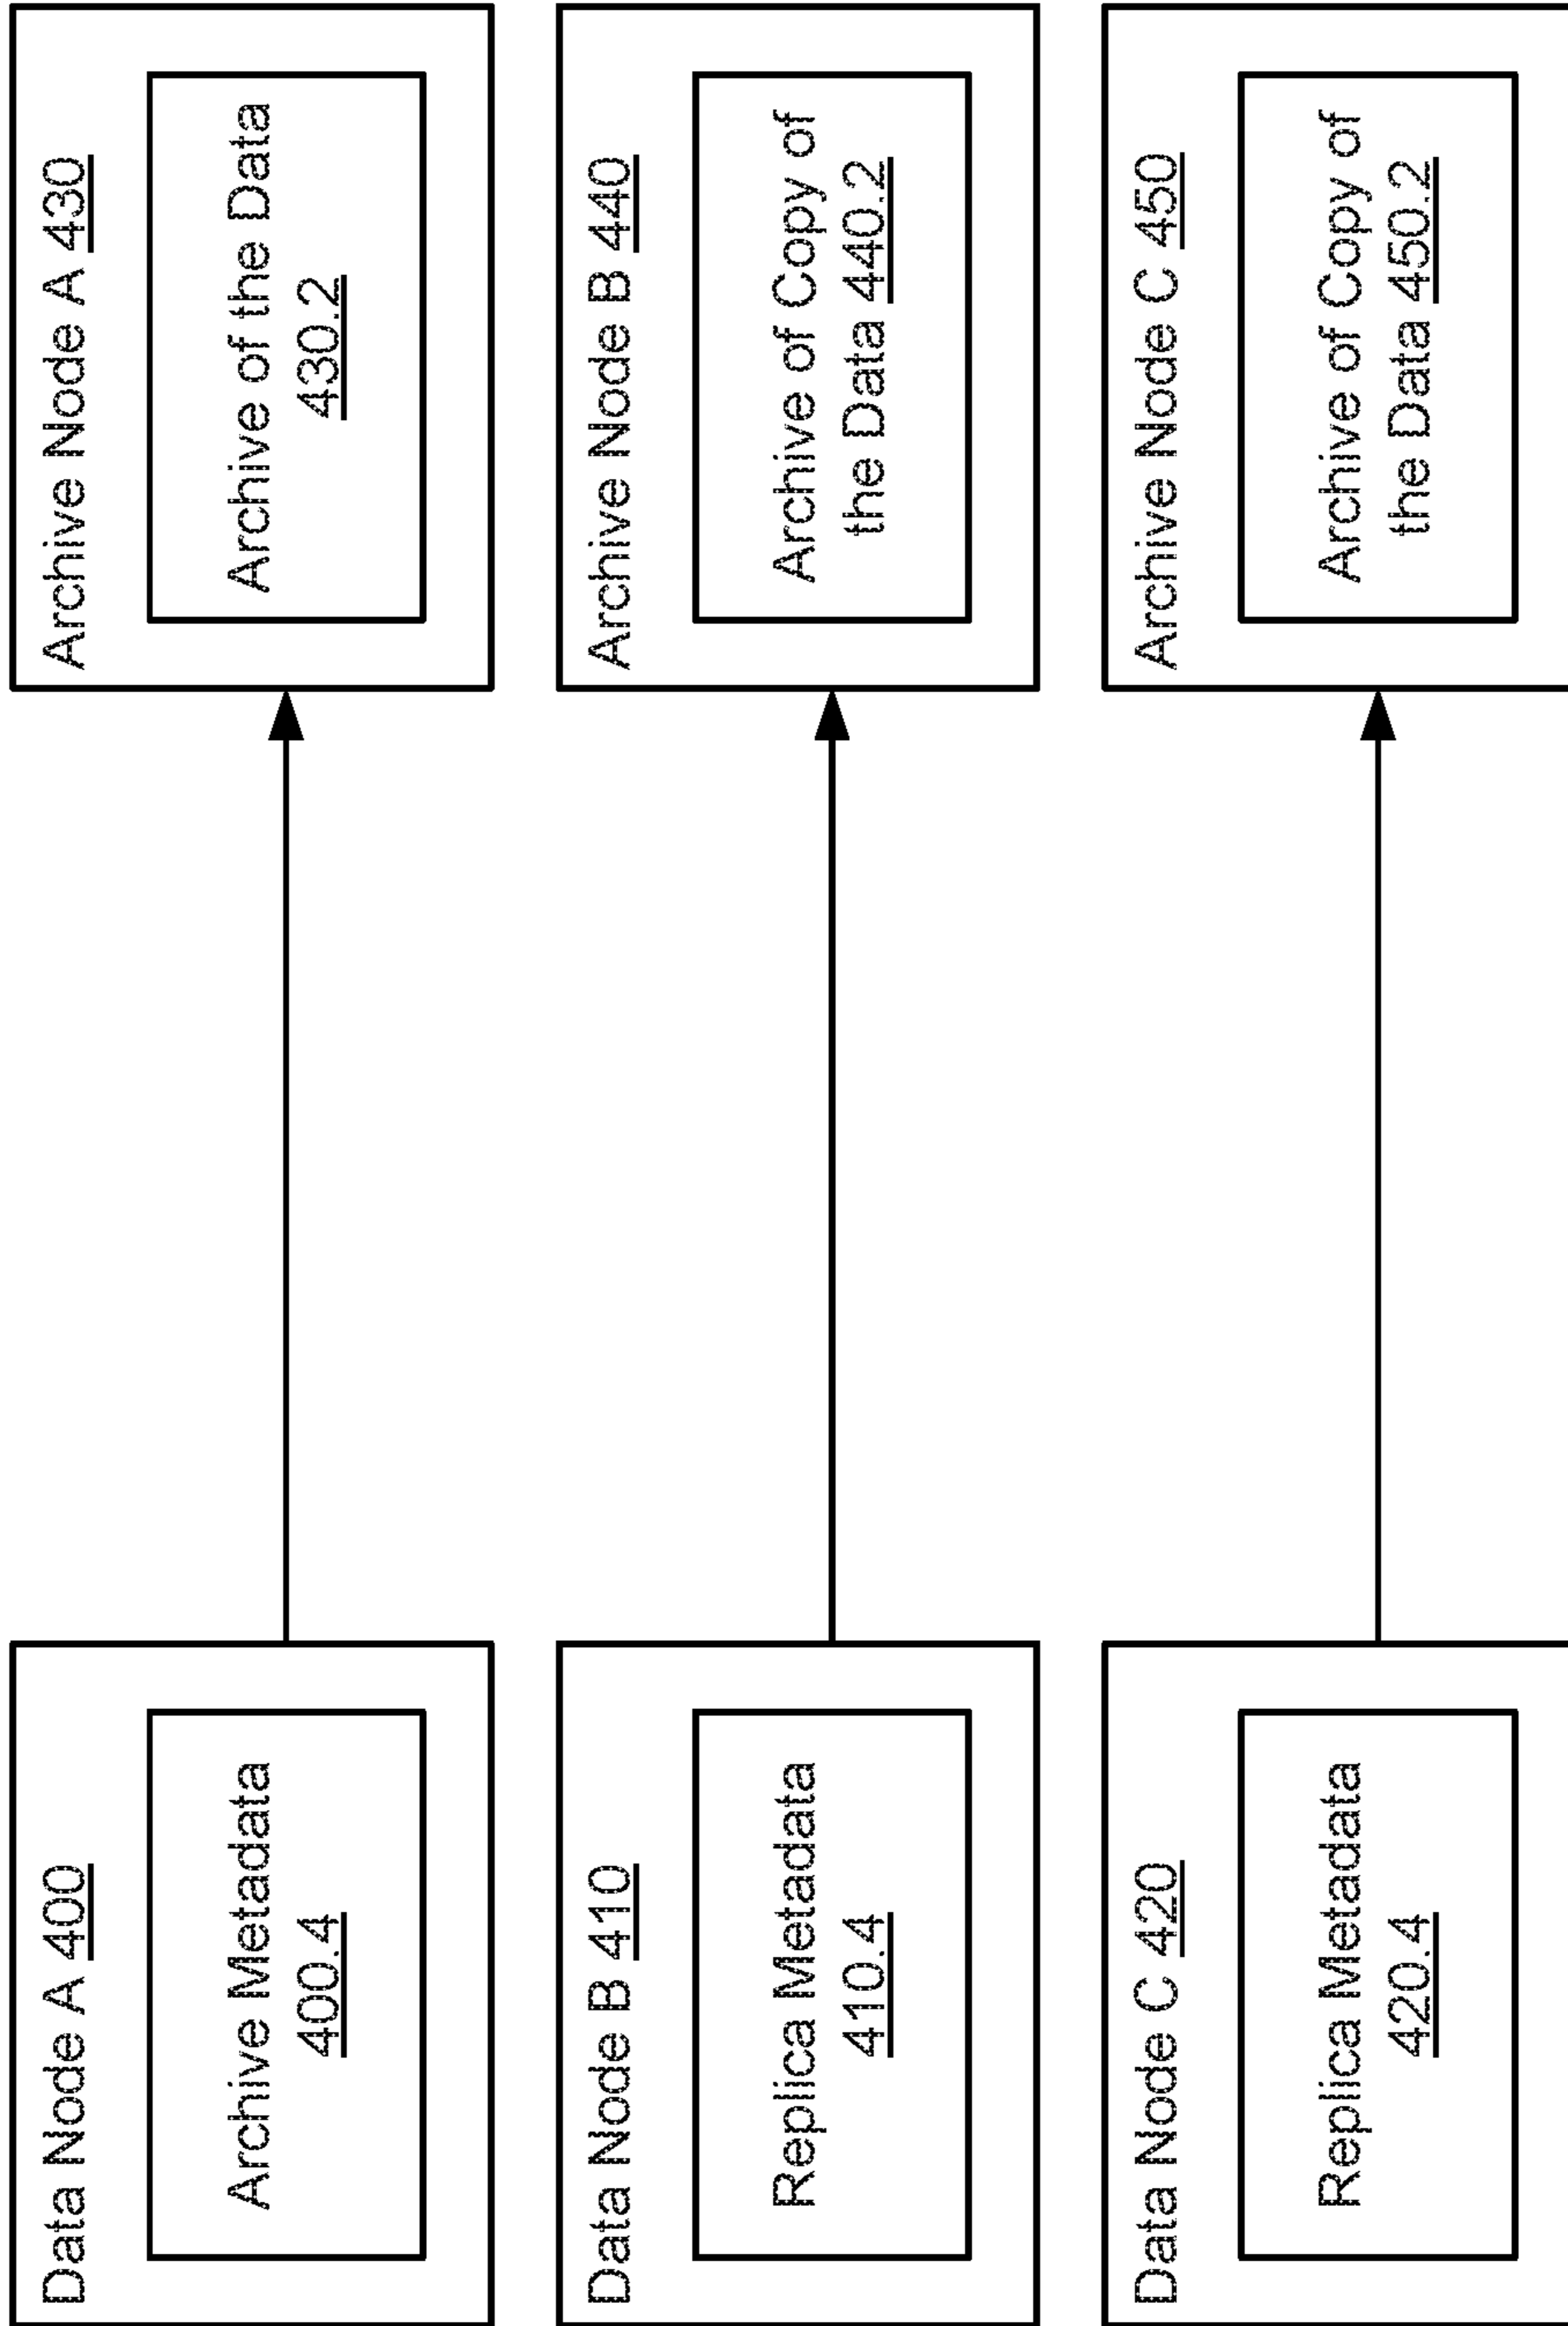 Data Node A 400
Archive Metadata
400.4
Archive Node A 430
Archive of the Data
430.2
Data Node B 410
Replica Metadata
410.4
Archive Node B 440
Archive of Copy of
the Data 440.2
Data Node C 420
Replica Metadata
420.4
Archive Node C 450
Archive of Copy of
the Data 450.2